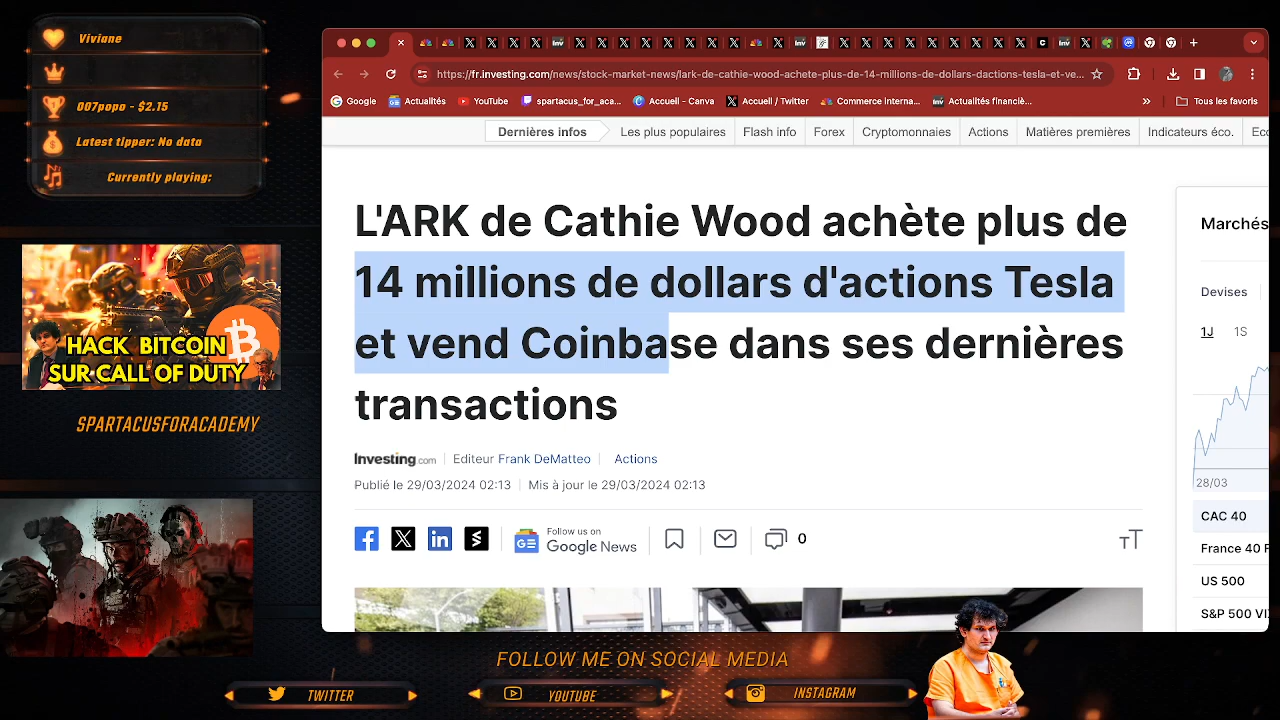 Viviane
007popo - $2.15
Latest tipper: No data
Currently playing:
HACK BITCOIN
SUR CALL OF DUTY
SPARTACUSFORACADEMY
https://fr.investing.com/news/stock-market-news/lark-de-cathie-wood-achete-plus-de-14-millions-de-dollars-dactions-tesla-et-ve...
Google
Actualités
YouTube
spartacus_for_aca...
Accueil - Canva
Accueil / Twitter
Commerce interna...
Actualités financiè...
»
Tous les favoris
Dernières infos
Les plus populaires
Flash info
Forex
Cryptomonnaies
Actions
Matières premières
Indicateurs éco.
Eco
L'ARK de Cathie Wood achète plus de
14 millions de dollars d'actions Tesla
et vend Coinbase dans ses dernières
transactions
Investing.com
Editeur Frank DeMatteo
Actions
Publié le 29/03/2024 02:13
Mis à jour le 29/03/2024 02:13
Follow us on
Google News
0
TT
Marchés
Devises
1J
1S
28/03
CAC 40
France 40 F
US 500
S&P 500 VI
FOLLOW ME ON SOCIAL MEDIA
TWITTER
YOUTUBE
INSTAGRAM